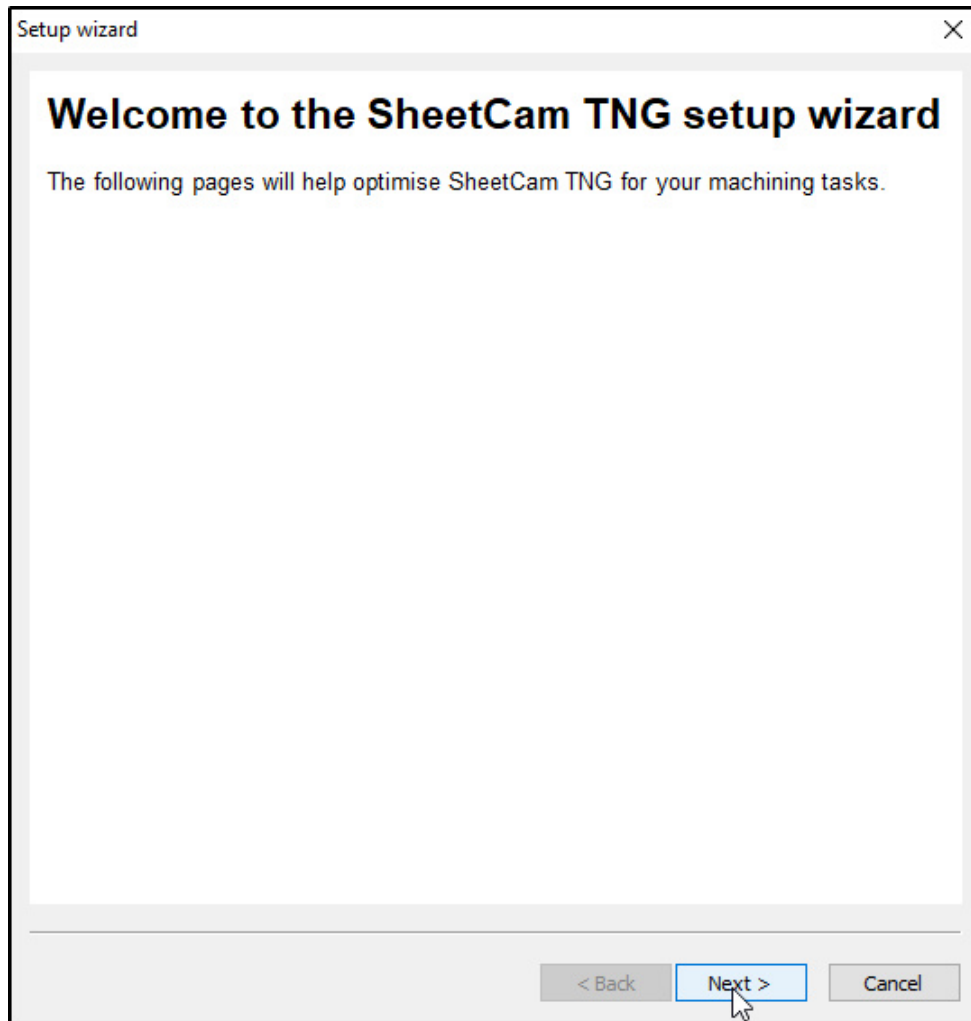 Setup wizard
Welcome to the SheetCam TNG setup wizard
The following pages will help optimise SheetCam TNG for your machining tasks.
< Back Next > Cancel